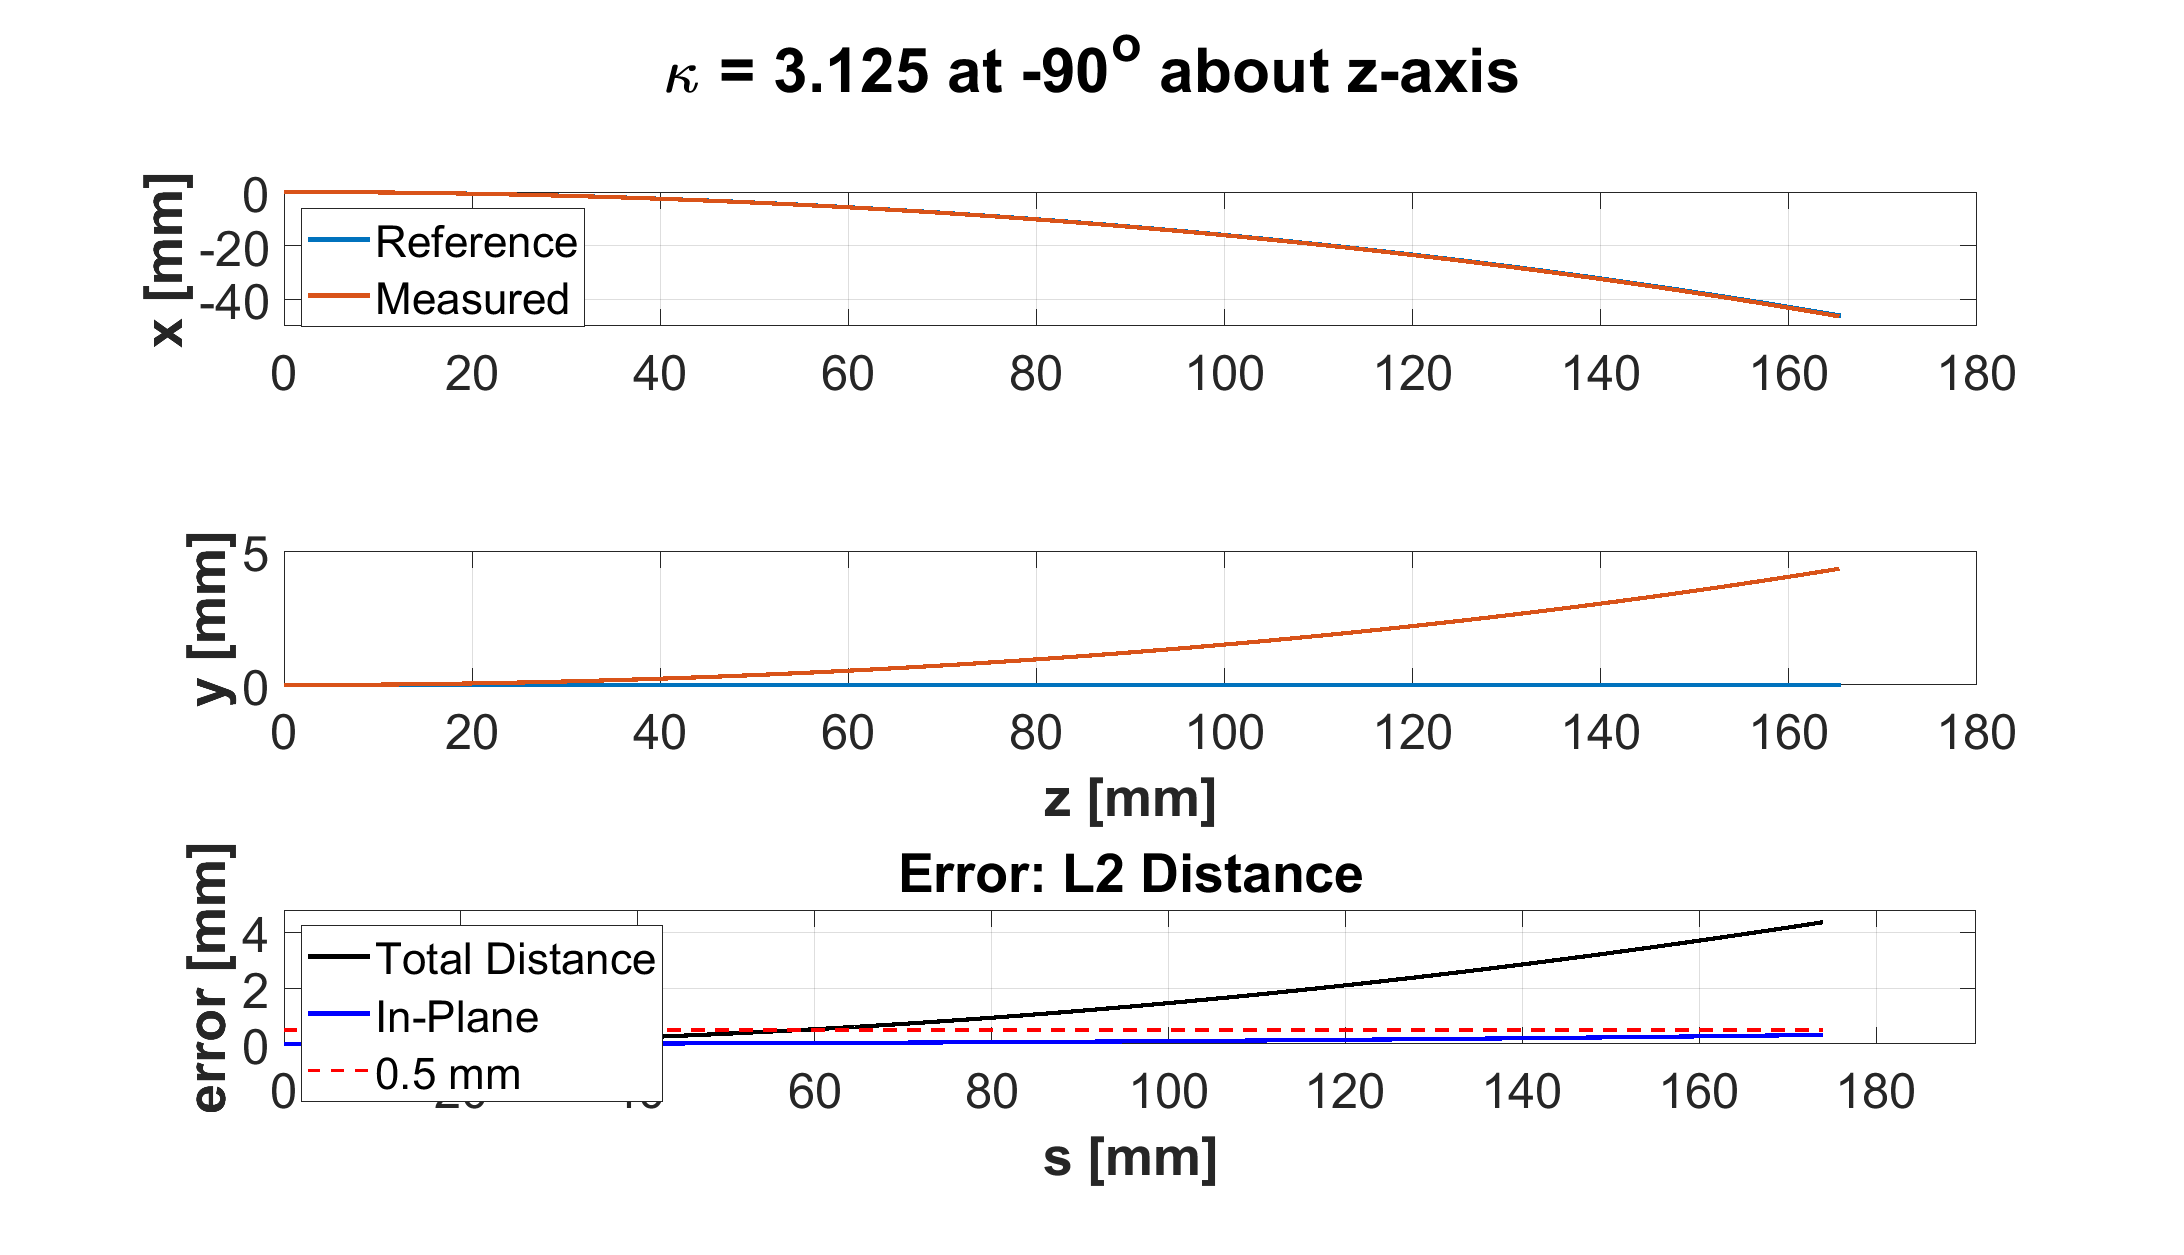 κ = 3.125 at -90° about z-axis
x [mm]
0
-20
-40
Reference
Measured
0 20 40 60 80 100 120 140 160 180
y [mm]
5
0
0 20 40 60 80 100 120 140 160 180
z [mm]
Error: L2 Distance
error [mm]
4
2
0
Total Distance
In-Plane
0.5 mm
0 20 40 60 80 100 120 140 160 180
s [mm]